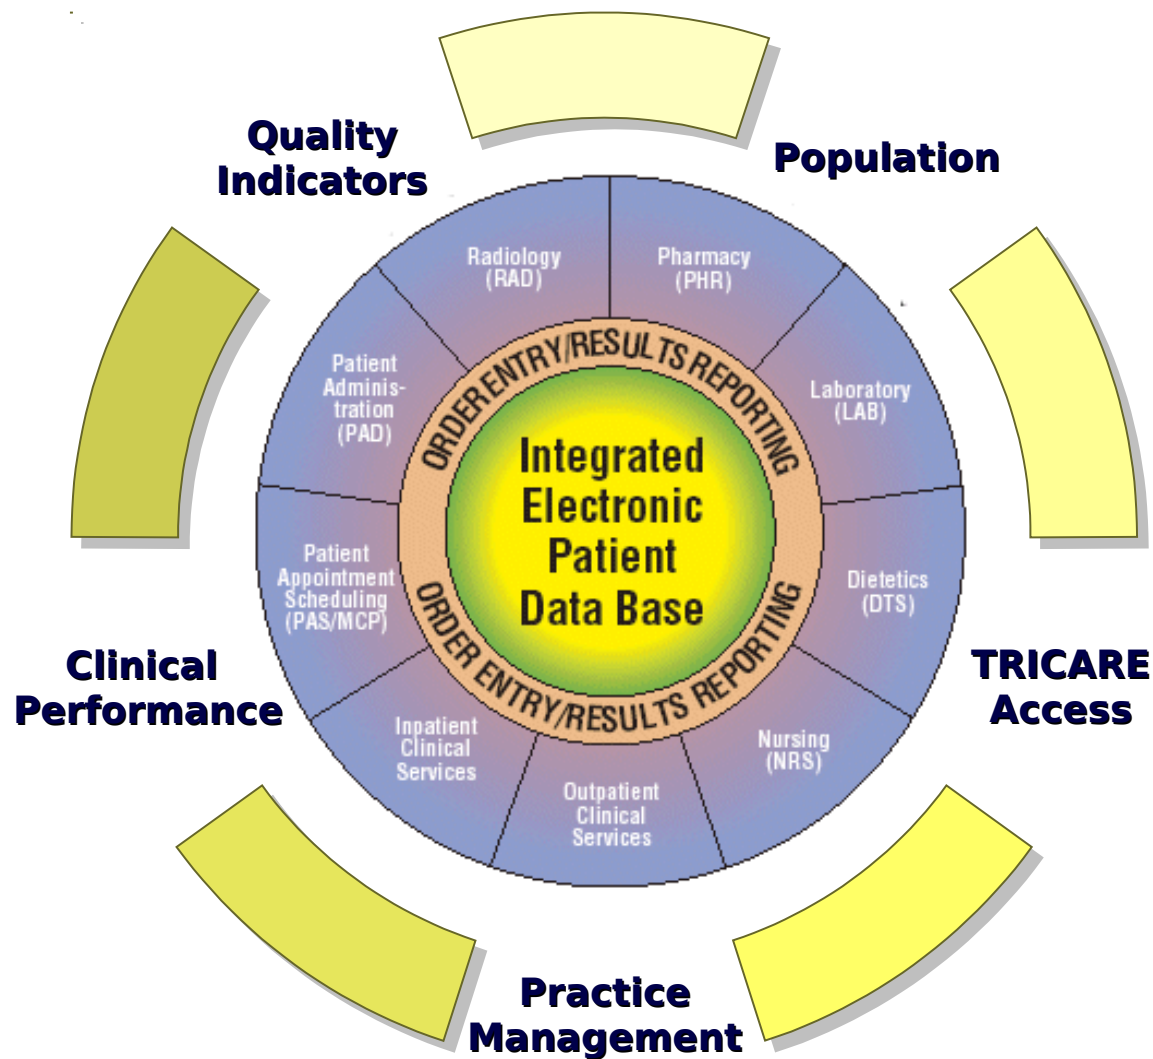 Quality
Indicators
Population
Radiology
(RAD)
Pharmacy
(PHR)
Patient
Adminis-
tration
(PAD)
Laboratory
(LAB)
ORDER ENTRY/RESULTS REPORTING
Integrated
Electronic
Patient
Data Base
Patient
Appointment
Scheduling
(PAS/MCP)
Dietetics
(DTS)
ORDER ENTRY/RESULTS REPORTING
Clinical
Performance
TRICARE
Access
Inpatient
Clinical
Services
Nursing
(NRS)
Outpatient
Clinical
Services
Practice
Management